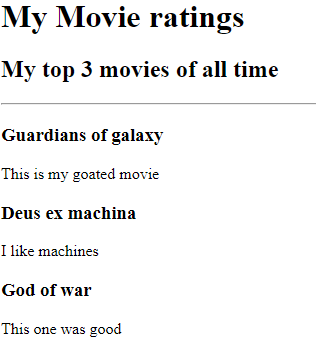 My Movie ratings
My top 3 movies of all time
Guardians of galaxy
This is my goated movie
Deus ex machina
I like machines
God of war
This one was good